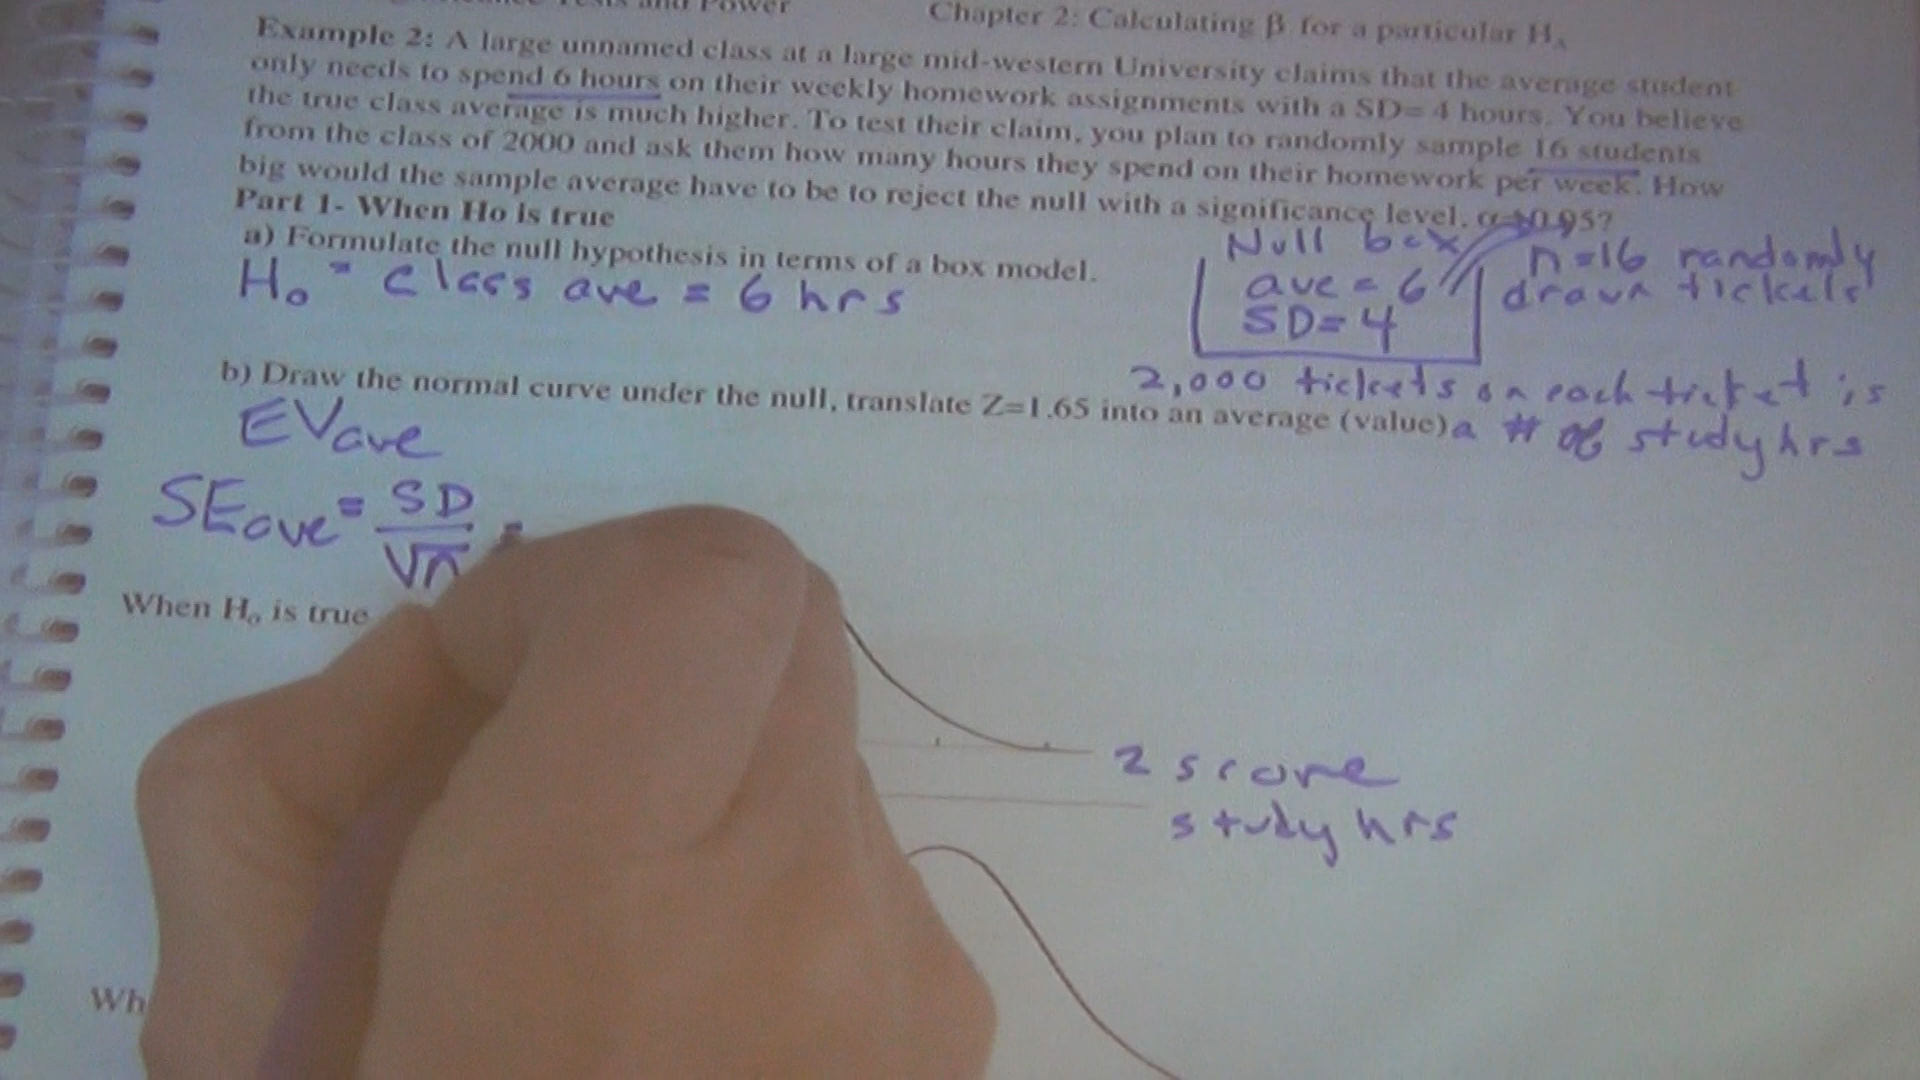 Tests and Power
Chapter 2: Calculating β for a particular Hₐ
Example 2: A large unnamed class at a large mid-western University claims that the average student
only needs to spend 6 hours on their weekly homework assignments with a SD= 4 hours. You believe
the true class average is much higher. To test their claim, you plan to randomly sample 16 students
from the class of 2000 and ask them how many hours they spend on their homework per week. How
big would the sample average have to be to reject the null with a significance level,
Part 1- When Ho is true
a) Formulate the null hypothesis in terms of a box model.
H₀ = class ave = 6 hrs
Null box
ave = 6
SD=4
n=16 randomly
drawn tickets
2,000 tickets on each ticket is
a # of study hrs
b) Draw the normal curve under the null, translate Z=1.65 into an average (value)
EVave
SEave = SD/√n =
When H₀ is true
Z score
study hrs
Wh